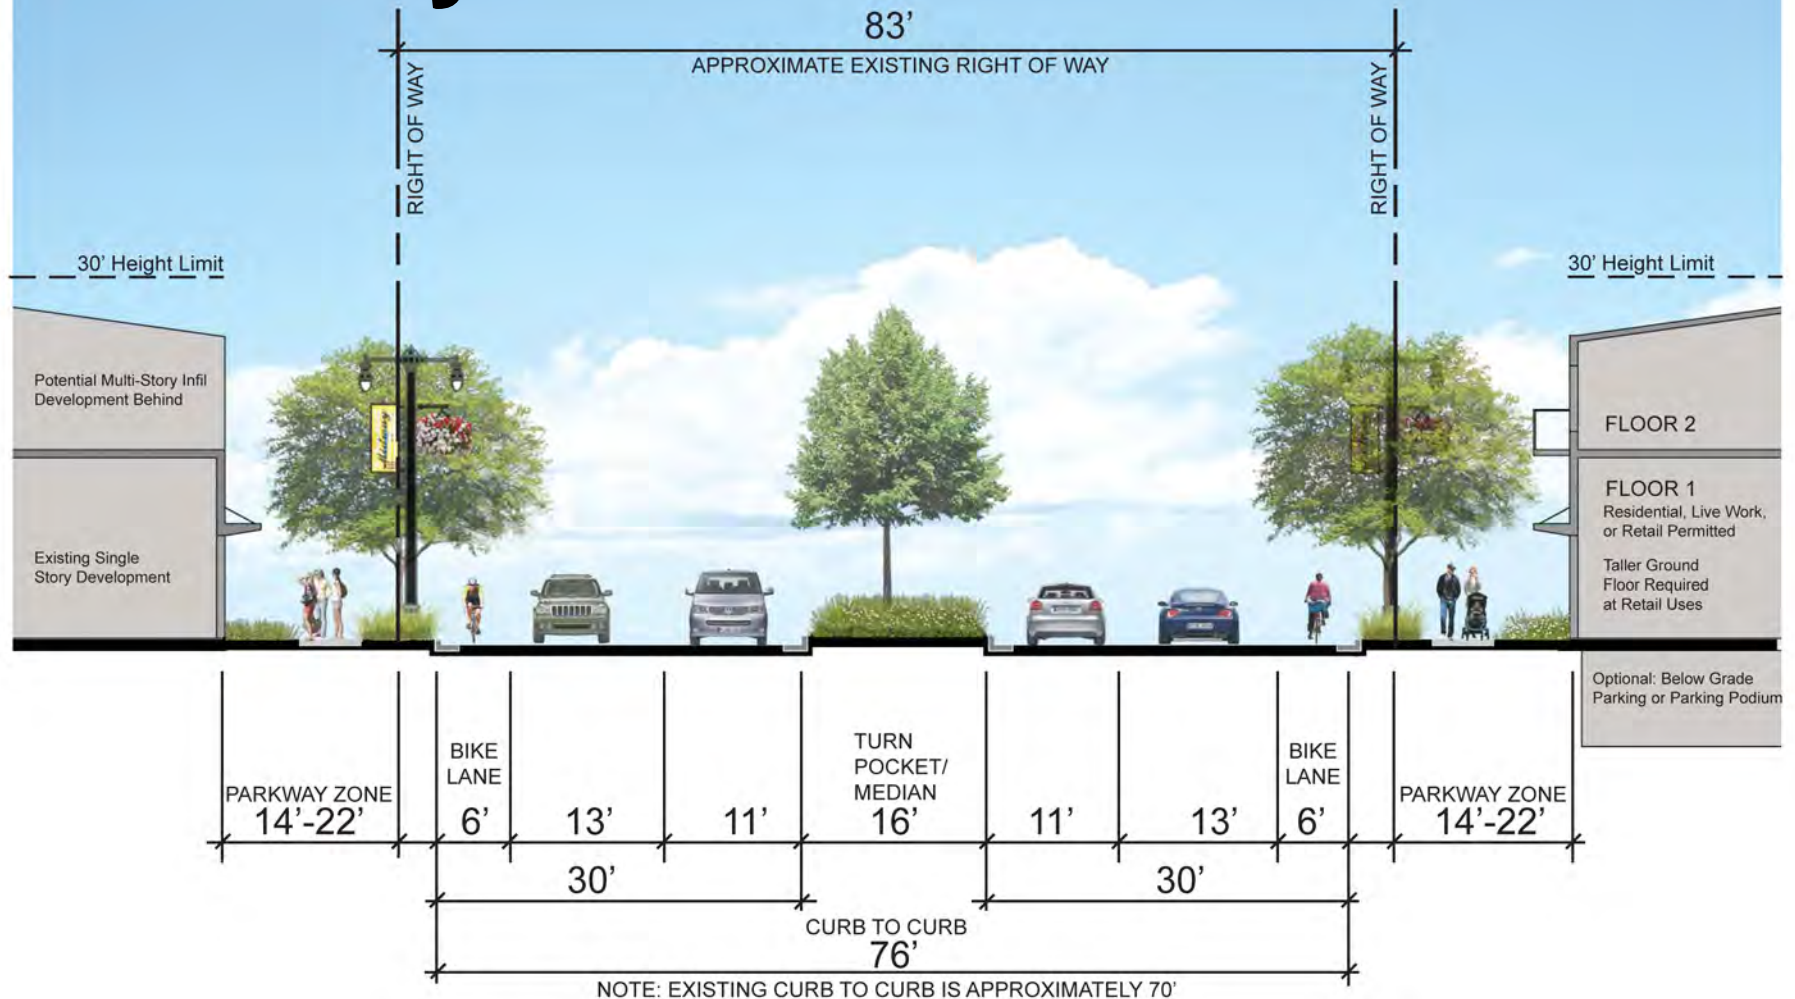 83'
APPROXIMATE EXISTING RIGHT OF WAY
RIGHT OF WAY
RIGHT OF WAY
30' Height Limit
30' Height Limit
Potential Multi-Story Infil
Development Behind
Existing Single
Story Development
Midway
FLOOR 2
FLOOR 1
Residential, Live Work,
or Retail Permitted
Taller Ground
Floor Required
at Retail Uses
Optional: Below Grade
Parking or Parking Podium
PARKWAY ZONE
14'-22'
BIKE
LANE
6'
13'
11'
TURN
POCKET/
MEDIAN
16'
11'
13'
BIKE
LANE
6'
PARKWAY ZONE
14'-22'
30'
30'
CURB TO CURB
76'
NOTE: EXISTING CURB TO CURB IS APPROXIMATELY 70'